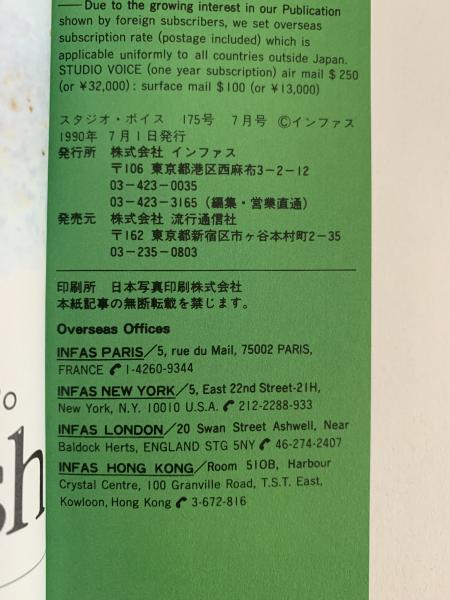 —— Due to the growing interest in our Publication
shown by foreign subscribers, we set overseas
subscription rate (postage included) which is
applicable uniformly to all countries outside Japan.
STUDIO VOICE (one year subscription) air mail $250
(or ¥32,000) : surface mail $100 (or ¥13,000)
スタジオ・ボイス 175号 7月号 Ⓒインファス
1990年 7月1日発行
発行所 株式会社 インファス
〒106 東京都港区西麻布3-2-12
03-423-0035
03-423-3165 (編集・営業直通)
発売元 株式会社 流行通信社
〒162 東京都新宿区市ヶ谷本村町2-35
03-235-0803
印刷所 日本写真印刷株式会社
本紙記事の無断転載を禁じます。
Overseas Offices
INFAS PARIS/5, rue du Mail, 75002 PARIS,
FRANCE 1-4260-9344
INFAS NEW YORK/5, East 22nd Street-21H,
New York, N.Y. 10010 U.S.A. 212-2288-933
INFAS LONDON/20 Swan Street Ashwell, Near
Baldock Herts, ENGLAND STG 5NY 46-274-2407
INFAS HONG KONG/Room 510B, Harbour
Crystal Centre, 100 Granville Road, T.S.T. East,
Kowloon, Hong Kong 3-672-816